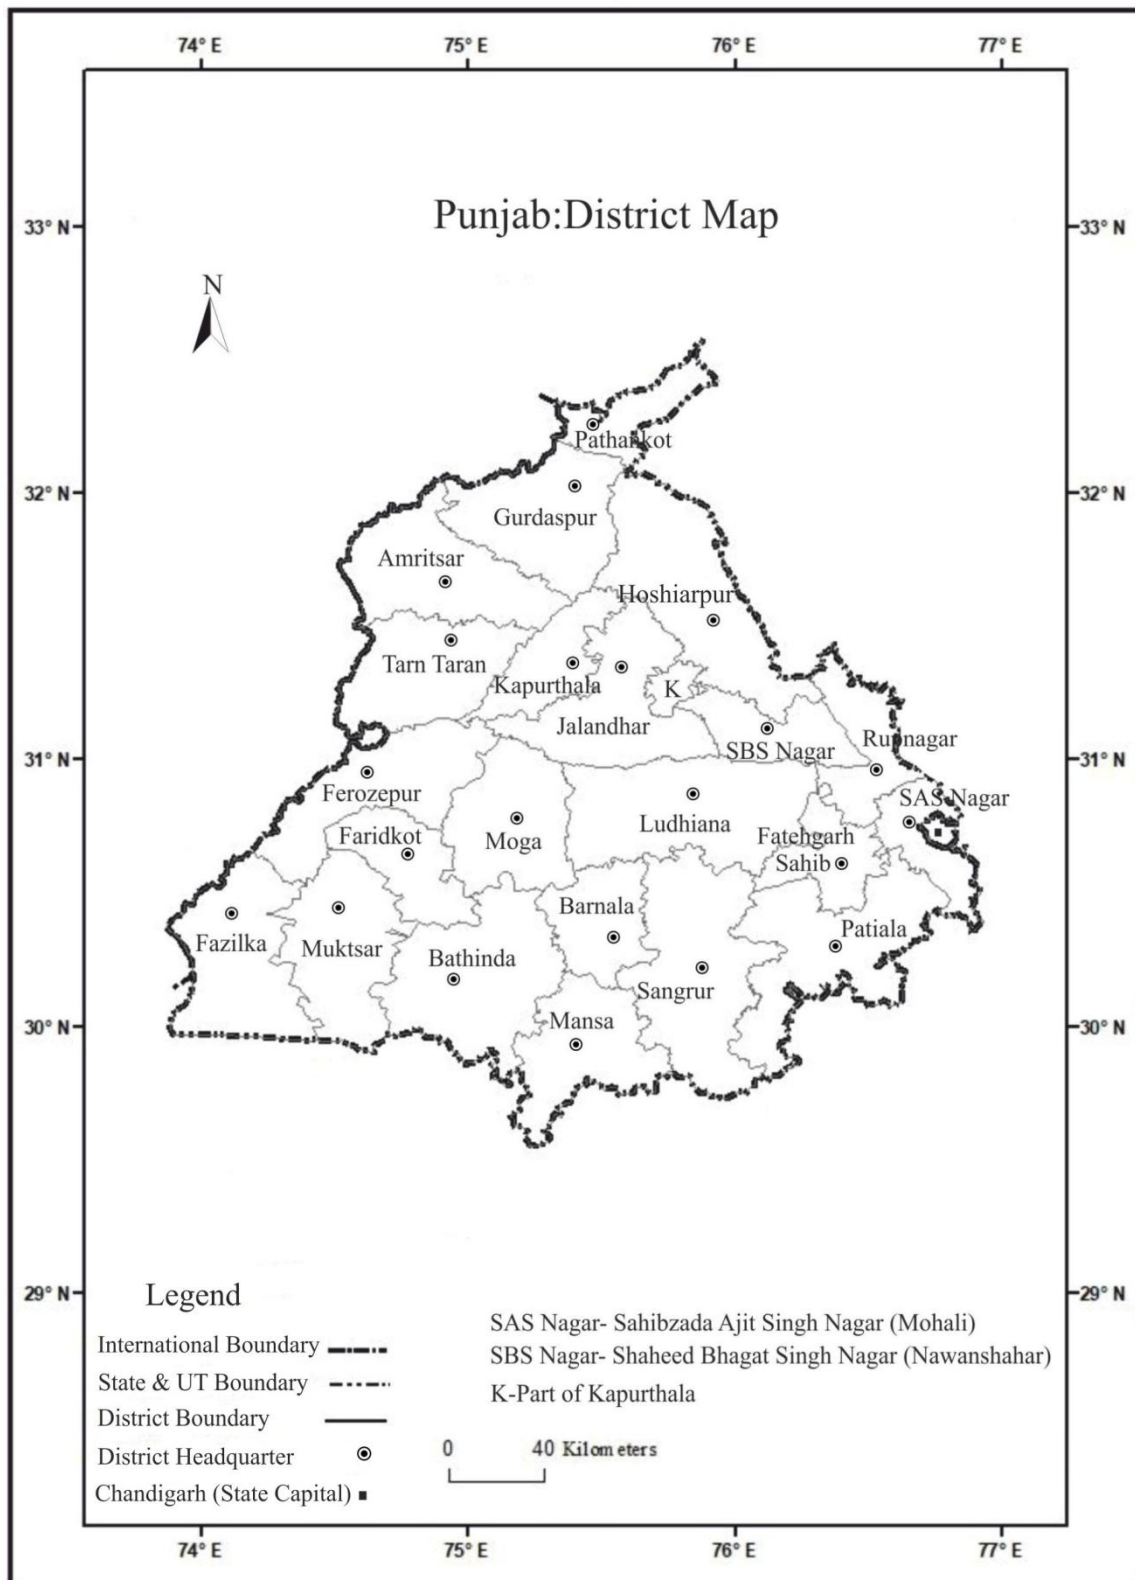 74° E 75° E 76° E 77° E
Punjab:District Map
33° N 33° N
N
Pathankot
32° N 32° N
Gurdaspur
Amritsar
Hoshiarpur
Tarn Taran
Kapurthala
K
Jalandhar
SBS Nagar
Rupnagar
31° N 31° N
Ferozepur
SAS Nagar
Ludhiana
Faridkot
Moga
Fatehgarh
Sahib
Barnala
Patiala
Fazilka
Muktsar
Bathinda
Sangrur
Mansa
30° N 30° N
29° N 29° N
Legend
International Boundary
State & UT Boundary
District Boundary
District Headquarter
Chandigarh (State Capital)
SAS Nagar- Sahibzada Ajit Singh Nagar (Mohali)
SBS Nagar- Shaheed Bhagat Singh Nagar (Nawanshahar)
K-Part of Kapurthala
0 40 Kilometers
74° E 75° E 76° E 77° E